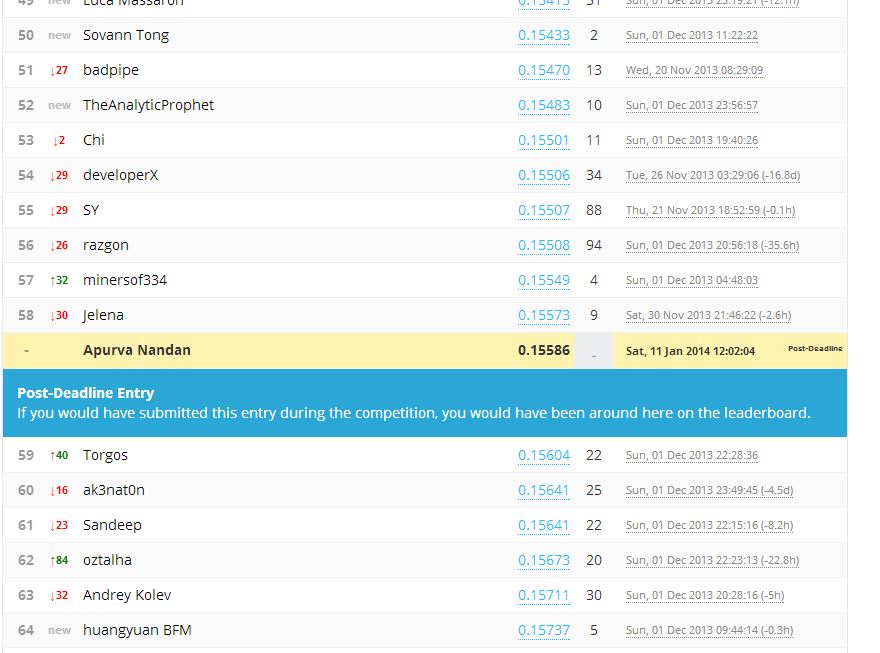 49 new Luca Massaron 0.15413 31 Sun, 01 Dec 2013 23:19:21 (-12.1h)
50 new Sovann Tong 0.15433 2 Sun, 01 Dec 2013 11:22:22
51 ↓27 badpipe 0.15470 13 Wed, 20 Nov 2013 08:29:09
52 new TheAnalyticProphet 0.15483 10 Sun, 01 Dec 2013 23:56:57
53 ↓2 Chi 0.15501 11 Sun, 01 Dec 2013 19:40:26
54 ↓29 developerX 0.15506 34 Tue, 26 Nov 2013 03:29:06 (-16.8d)
55 ↓29 SY 0.15507 88 Thu, 21 Nov 2013 18:52:59 (-0.1h)
56 ↓26 razgon 0.15508 94 Sun, 01 Dec 2013 20:56:18 (-35.6h)
57 ↑32 minersof334 0.15549 4 Sun, 01 Dec 2013 04:48:03
58 ↓30 Jelena 0.15573 9 Sat, 30 Nov 2013 21:46:22 (-2.6h)
- Apurva Nandan 0.15586 - Sat, 11 Jan 2014 12:02:04 Post-Deadline
Post-Deadline Entry
If you would have submitted this entry during the competition, you would have been around here on the leaderboard.
59 ↑40 Torgos 0.15604 22 Sun, 01 Dec 2013 22:28:36
60 ↓16 ak3nat0n 0.15641 25 Sun, 01 Dec 2013 23:49:45 (-4.5d)
61 ↓23 Sandeep 0.15641 22 Sun, 01 Dec 2013 22:15:16 (-8.2h)
62 ↑84 oztalha 0.15673 20 Sun, 01 Dec 2013 22:23:13 (-22.8h)
63 ↓32 Andrey Kolev 0.15711 30 Sun, 01 Dec 2013 20:28:16 (-5h)
64 new huangyuan BFM 0.15737 5 Sun, 01 Dec 2013 09:44:14 (-0.3h)